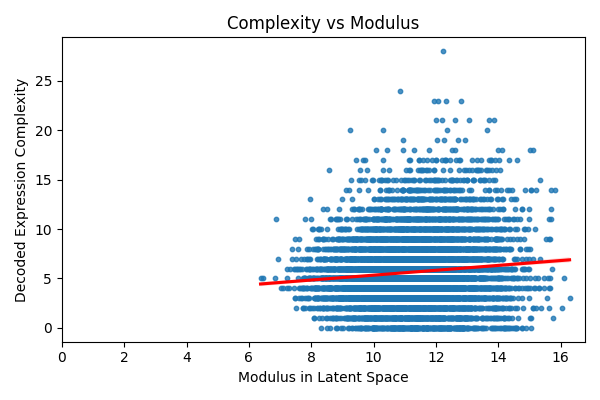 Complexity vs Modulus
Decoded Expression Complexity
25
20
15
10
5
0
0 2 4 6 8 10 12 14 16
Modulus in Latent Space